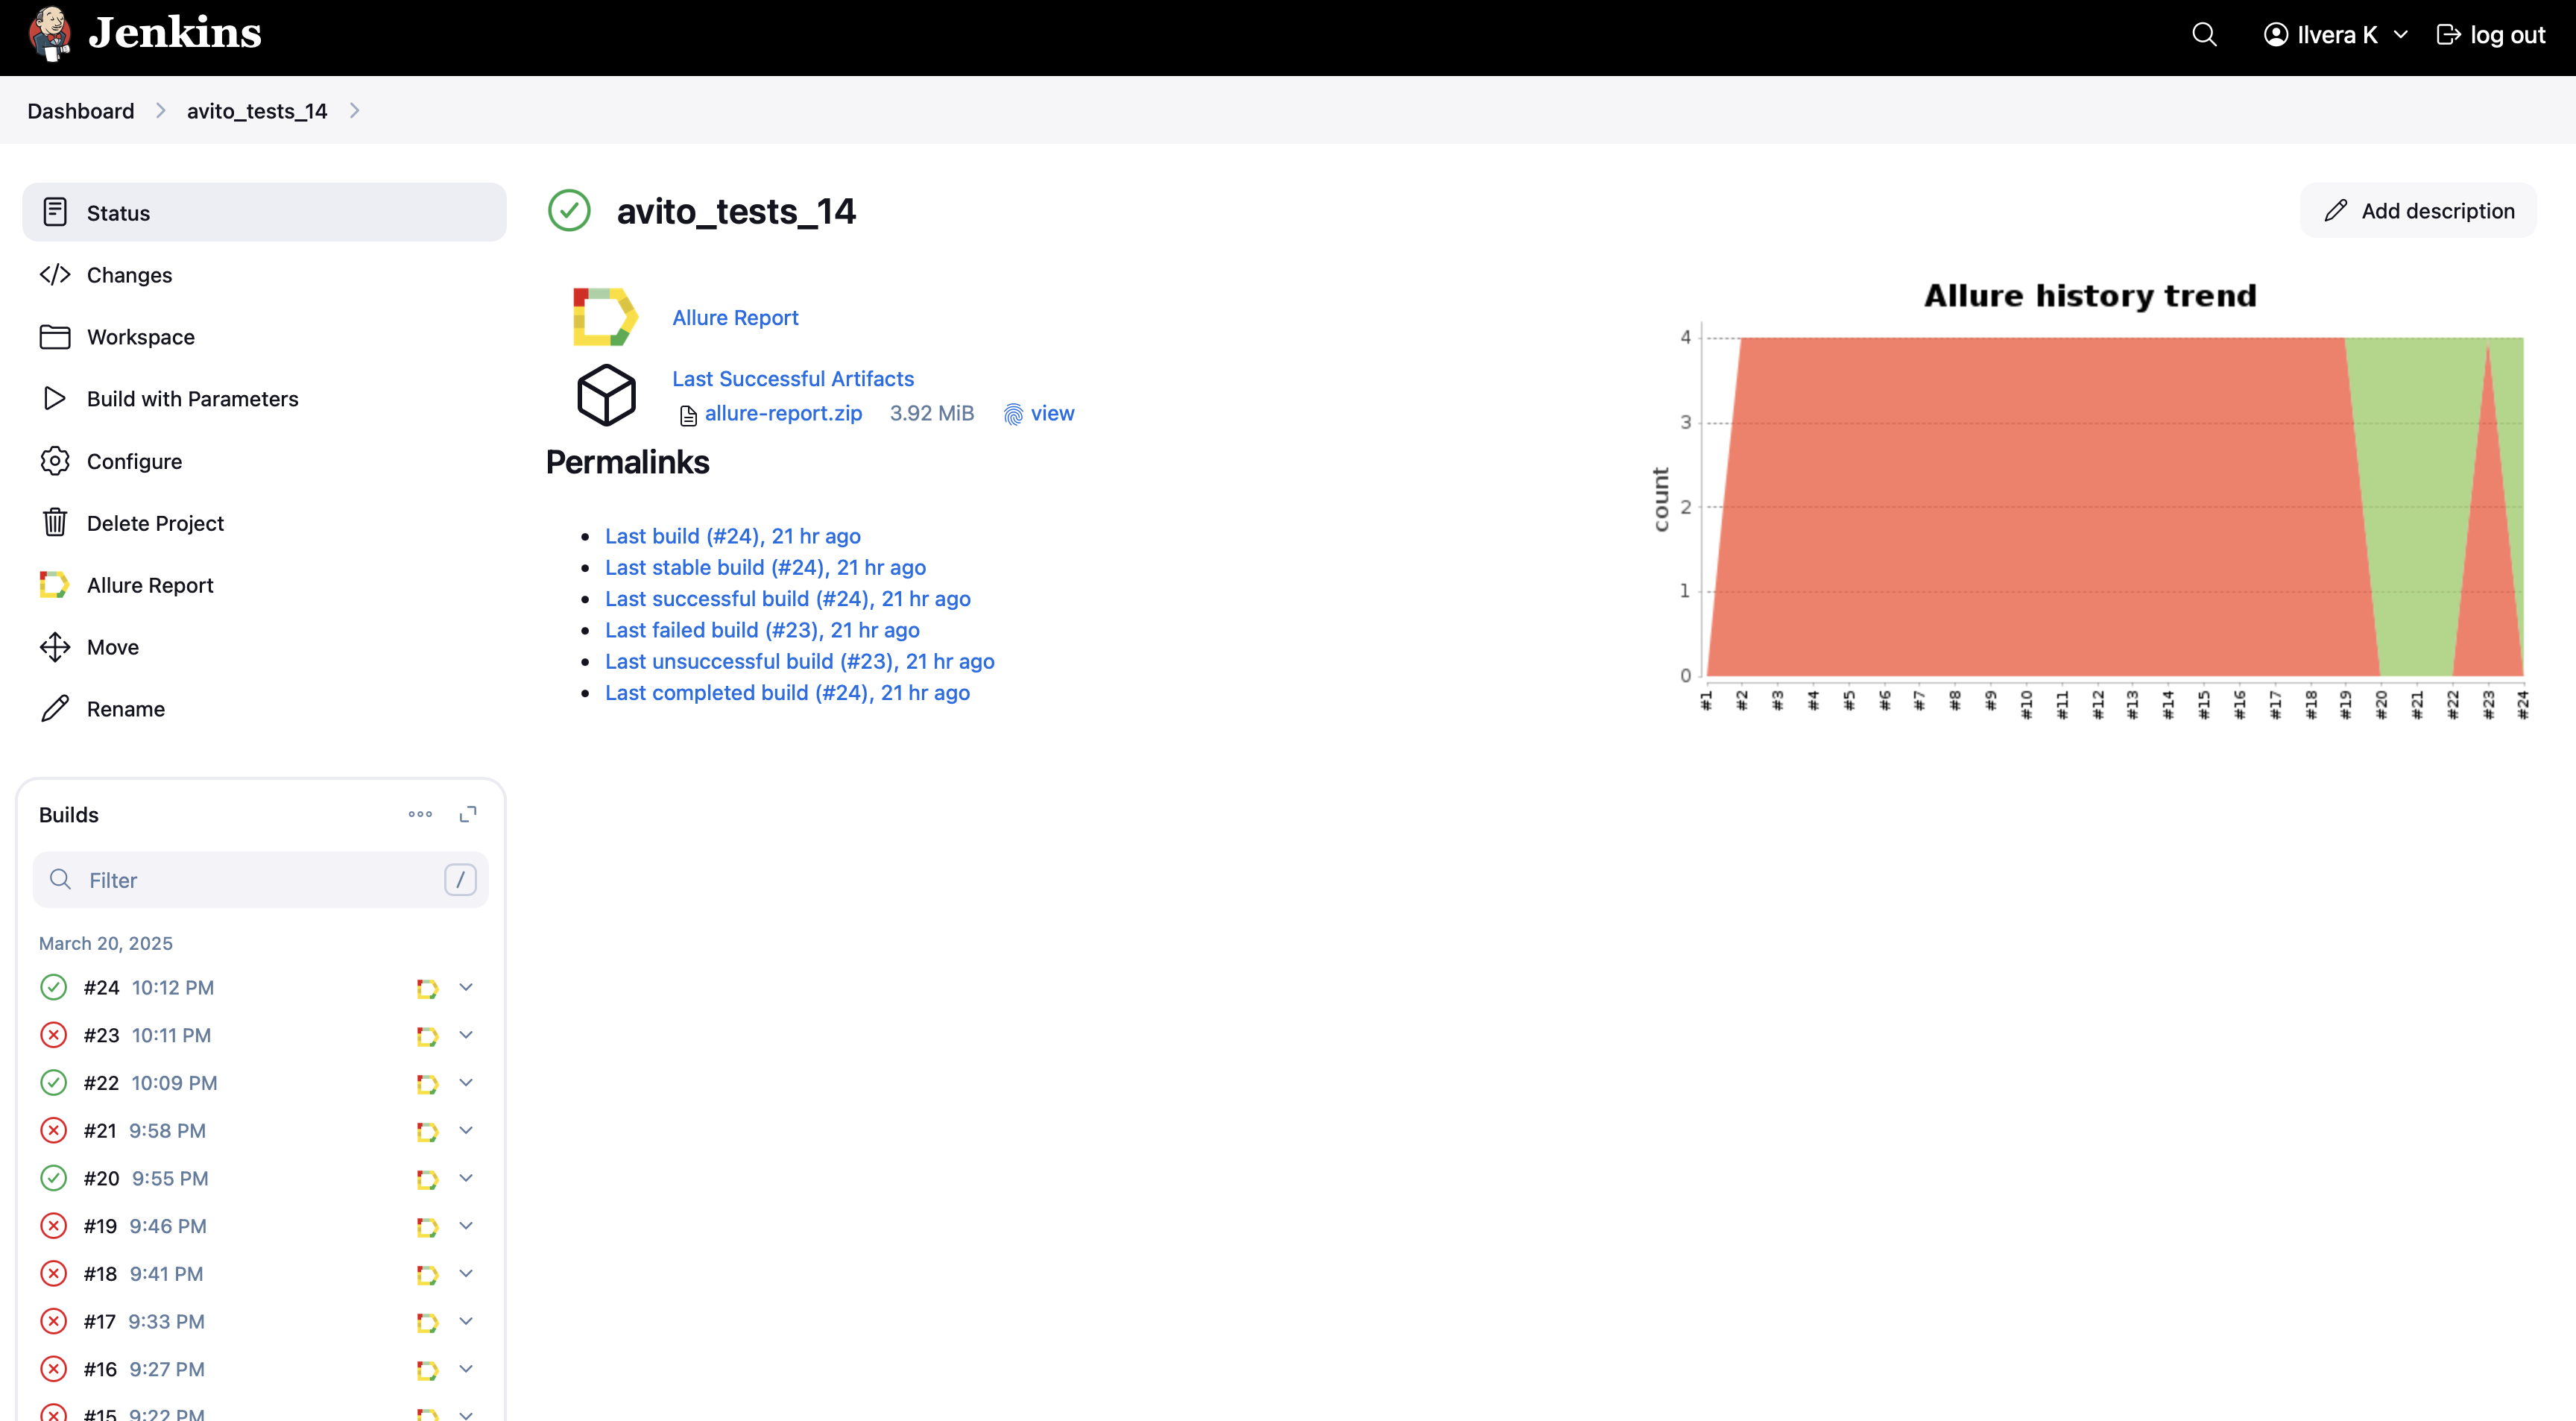 Jenkins
Ilvera K
log out
Dashboard
avito_tests_14
Status
Changes
Workspace
Build with Parameters
Configure
Delete Project
Allure Report
Move
Rename
Builds
Filter
/
March 20, 2025
#24 10:12 PM
#23 10:11 PM
#22 10:09 PM
#21 9:58 PM
#20 9:55 PM
#19 9:46 PM
#18 9:41 PM
#17 9:33 PM
#16 9:27 PM
#15 9:22 PM
avito_tests_14
Add description
Allure Report
Last Successful Artifacts
allure-report.zip 3.92 MiB view
Permalinks
Last build (#24), 21 hr ago
Last stable build (#24), 21 hr ago
Last successful build (#24), 21 hr ago
Last failed build (#23), 21 hr ago
Last unsuccessful build (#23), 21 hr ago
Last completed build (#24), 21 hr ago
Allure history trend
count
4
3
2
1
0
#1 #2 #3 #4 #5 #6 #7 #8 #9 #10 #11 #12 #13 #14 #15 #16 #17 #18 #19 #20 #21 #22 #23 #24